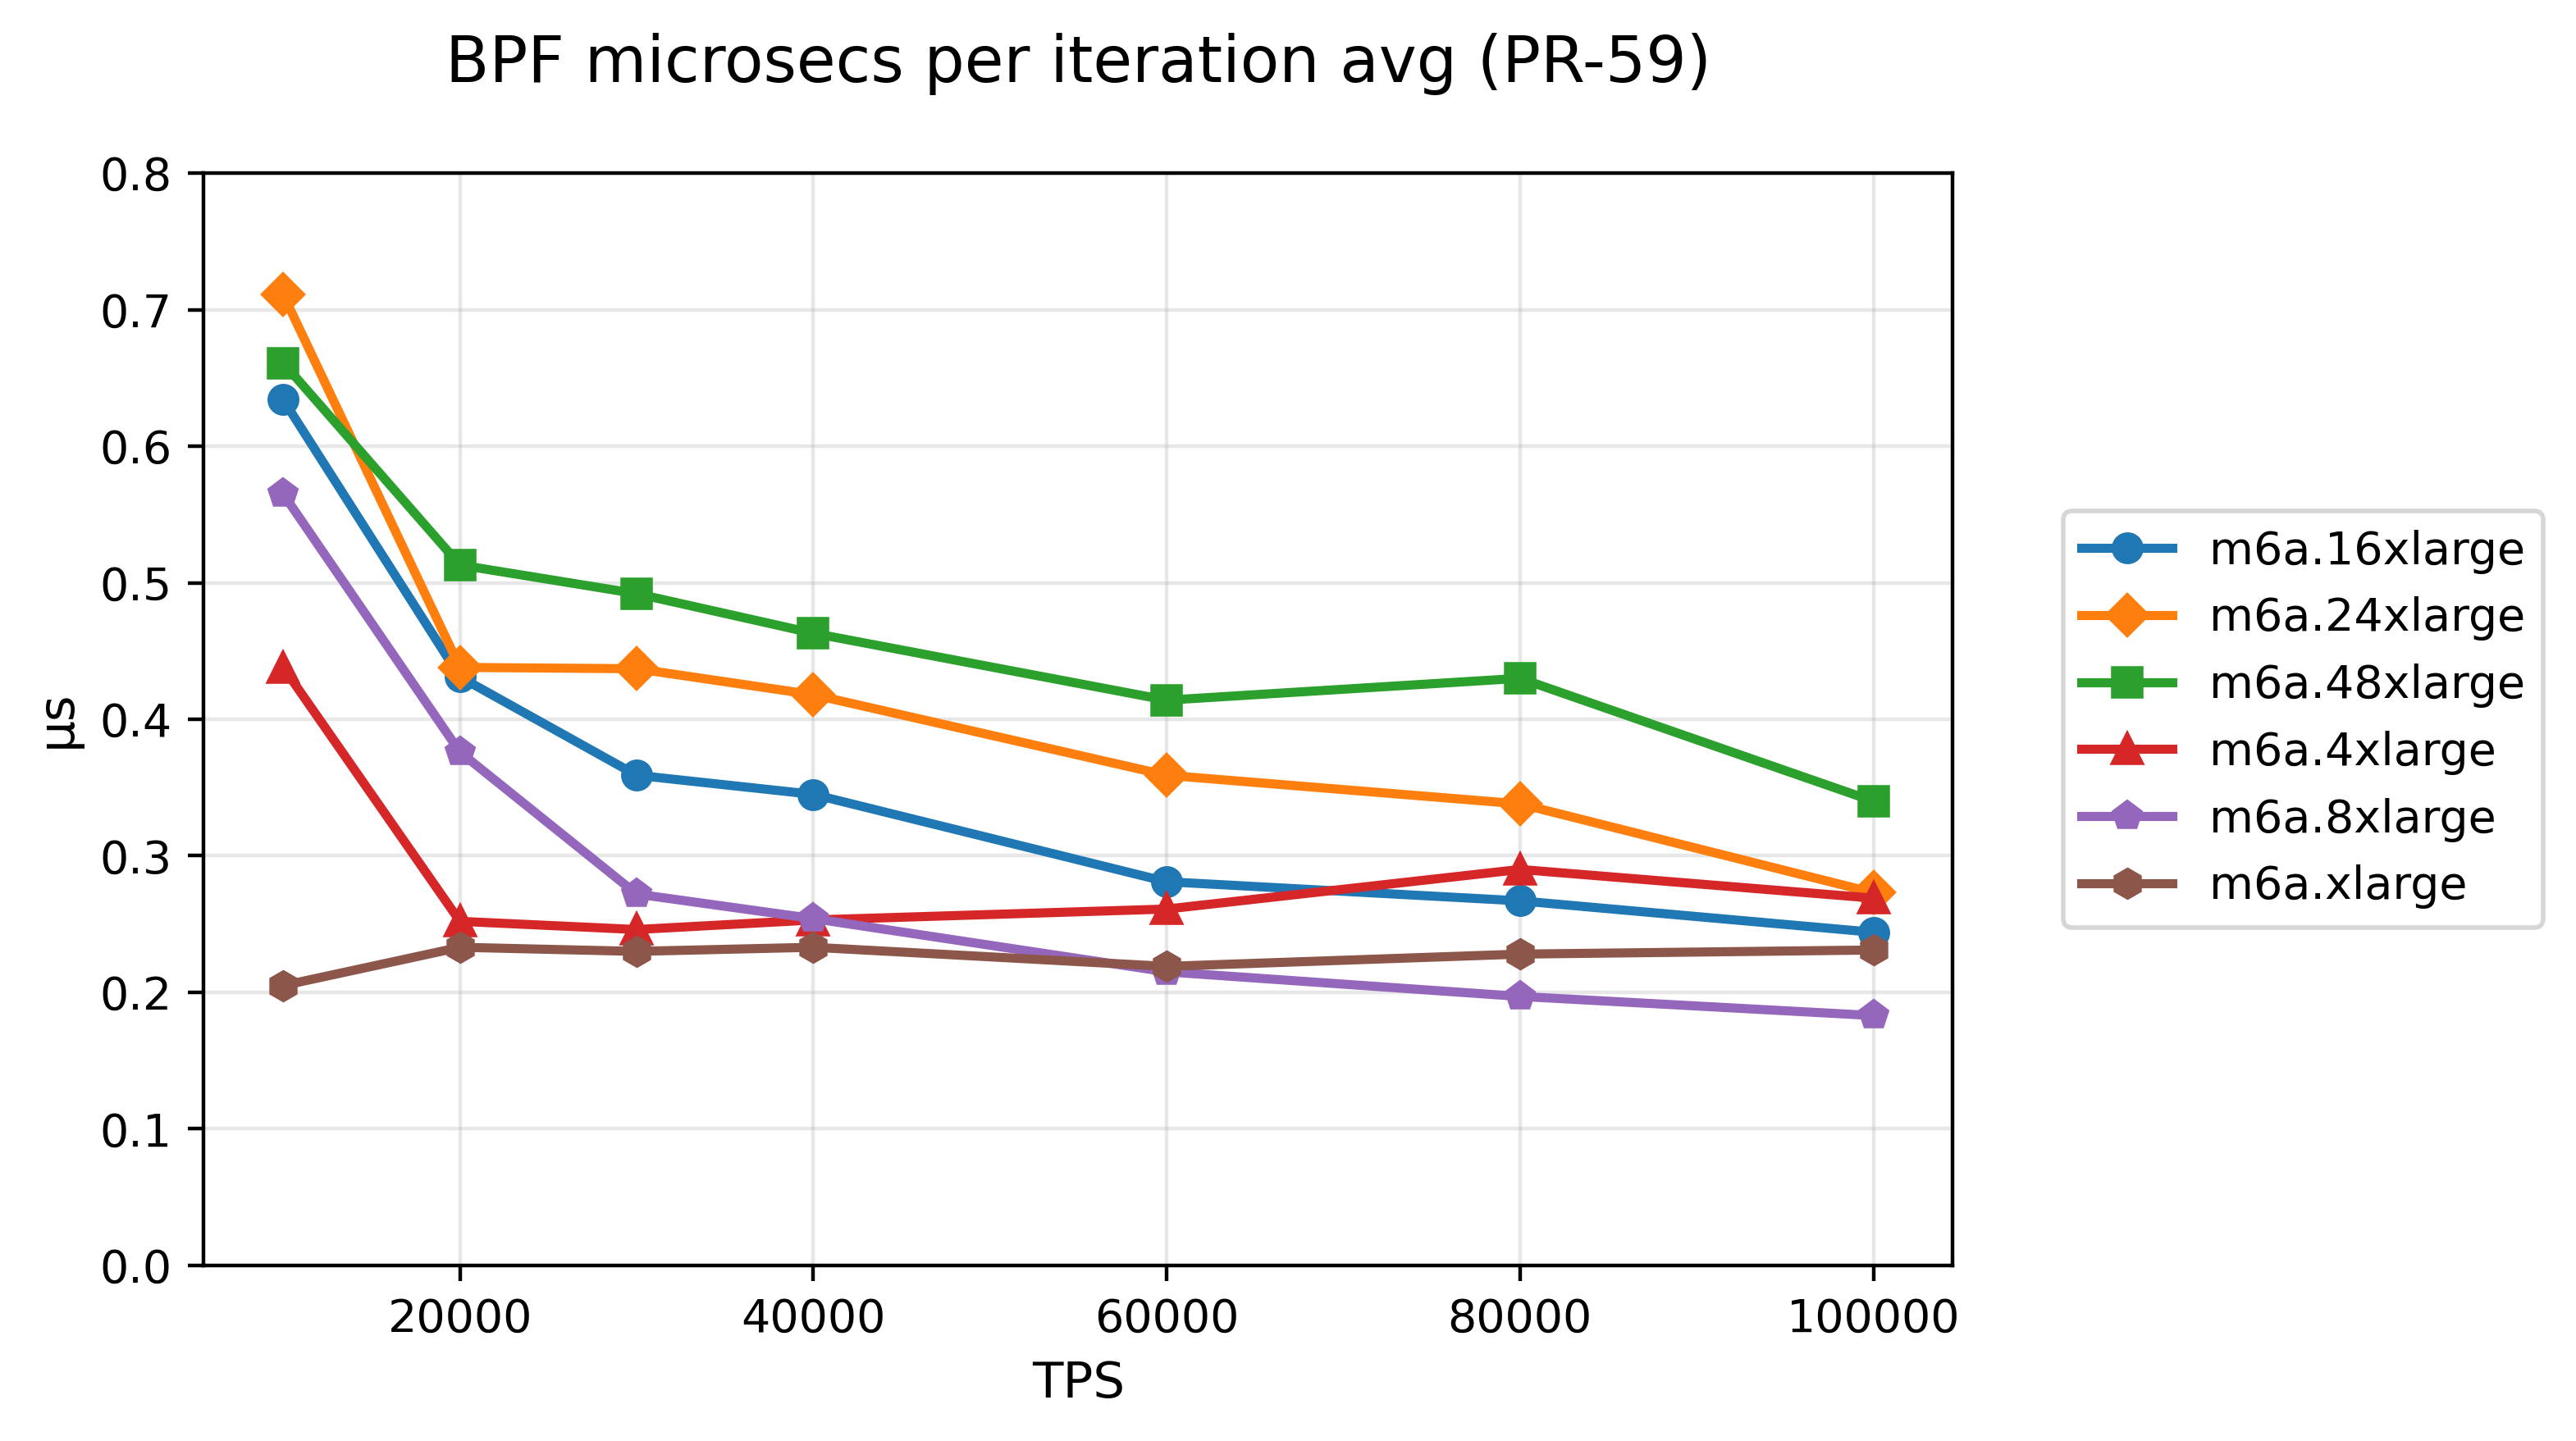 BPF microsecs per iteration avg (PR-59)
0.8
0.7
0.6
0.5
0.4
0.3
0.2
0.1
0.0
µs
20000 40000 60000 80000 100000
TPS
m6a.16xlarge
m6a.24xlarge
m6a.48xlarge
m6a.4xlarge
m6a.8xlarge
m6a.xlarge